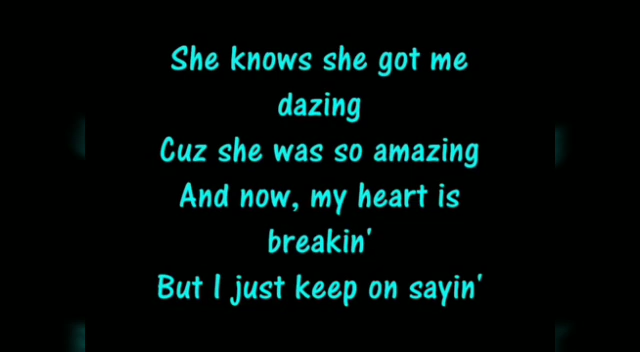 She knows she got me
dazing
Cuz she was so amazing
And now, my heart is
breakin'
But I just keep on sayin'